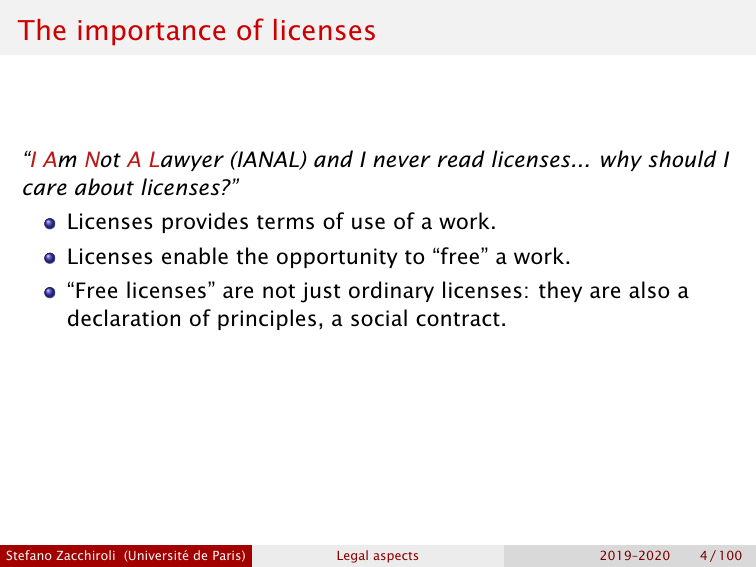 The importance of licenses
“I Am Not A Lawyer (IANAL) and I never read licenses... why should I
care about licenses?”
Licenses provides terms of use of a work.
Licenses enable the opportunity to “free” a work.
“Free licenses” are not just ordinary licenses: they are also a
declaration of principles, a social contract.
Stefano Zacchiroli (Université de Paris) Legal aspects 2019–2020 4 / 100